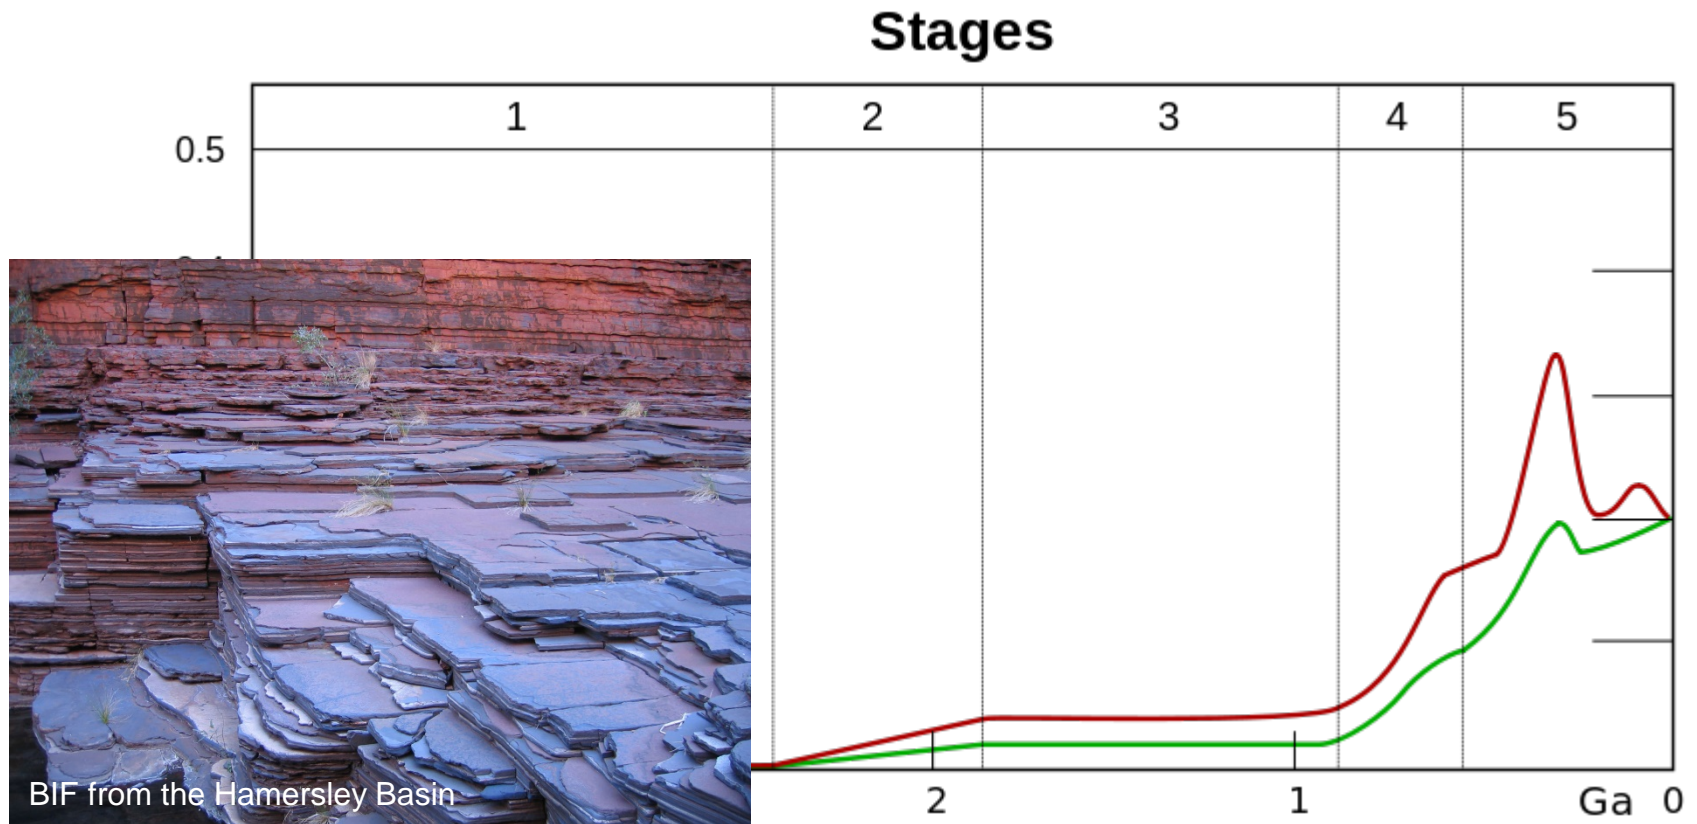 Stages
1 2 3 4 5
0.5
BIF from the Hamersley Basin
2 1 Ga 0